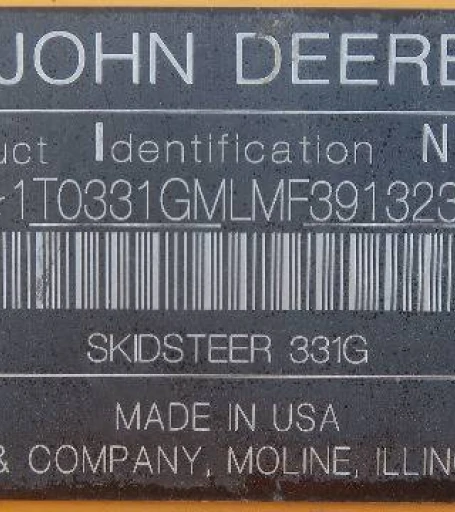 JOHN DEERE
uct Identification N
1T0331GMLMF391323
SKIDSTEER 331G
MADE IN USA
& COMPANY, MOLINE, ILLIN